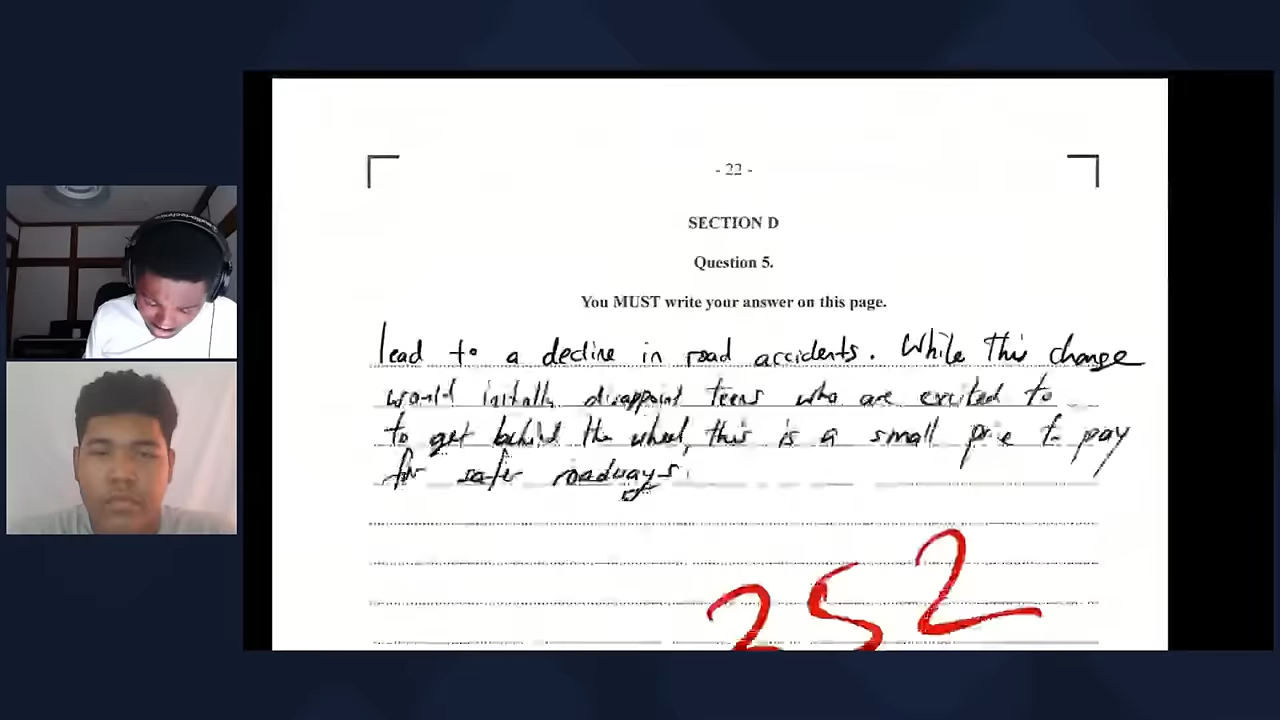 - 22 -
SECTION D
Question 5.
You MUST write your answer on this page.
lead to a decline in road accidents. While this change
would initally disappoint teens who are excited to
to get behind the wheel, this is a small price to pay
for safer roadways.
252